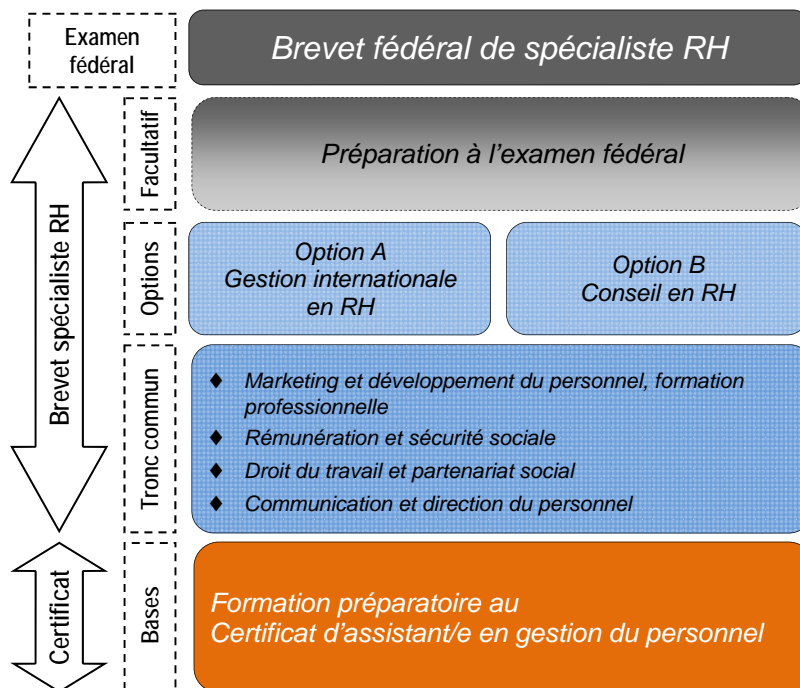 Examen
fédéral
Brevet fédéral de spécialiste RH
Brevet spécialiste RH
Facultatif
Préparation à l'examen fédéral
Options
Option A
Gestion internationale
en RH
Option B
Conseil en RH
Tronc commun
♦ Marketing et développement du personnel, formation
professionnelle
♦ Rémunération et sécurité sociale
♦ Droit du travail et partenariat social
♦ Communication et direction du personnel
Certificat
Bases
Formation préparatoire au
Certificat d'assistant/e en gestion du personnel